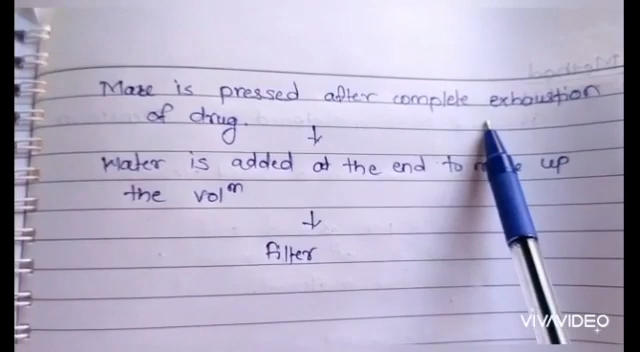 Mare is pressed after complete exhaustion
of drug.
Water is added at the end to up
the volm
filter
VIVAVIDEO